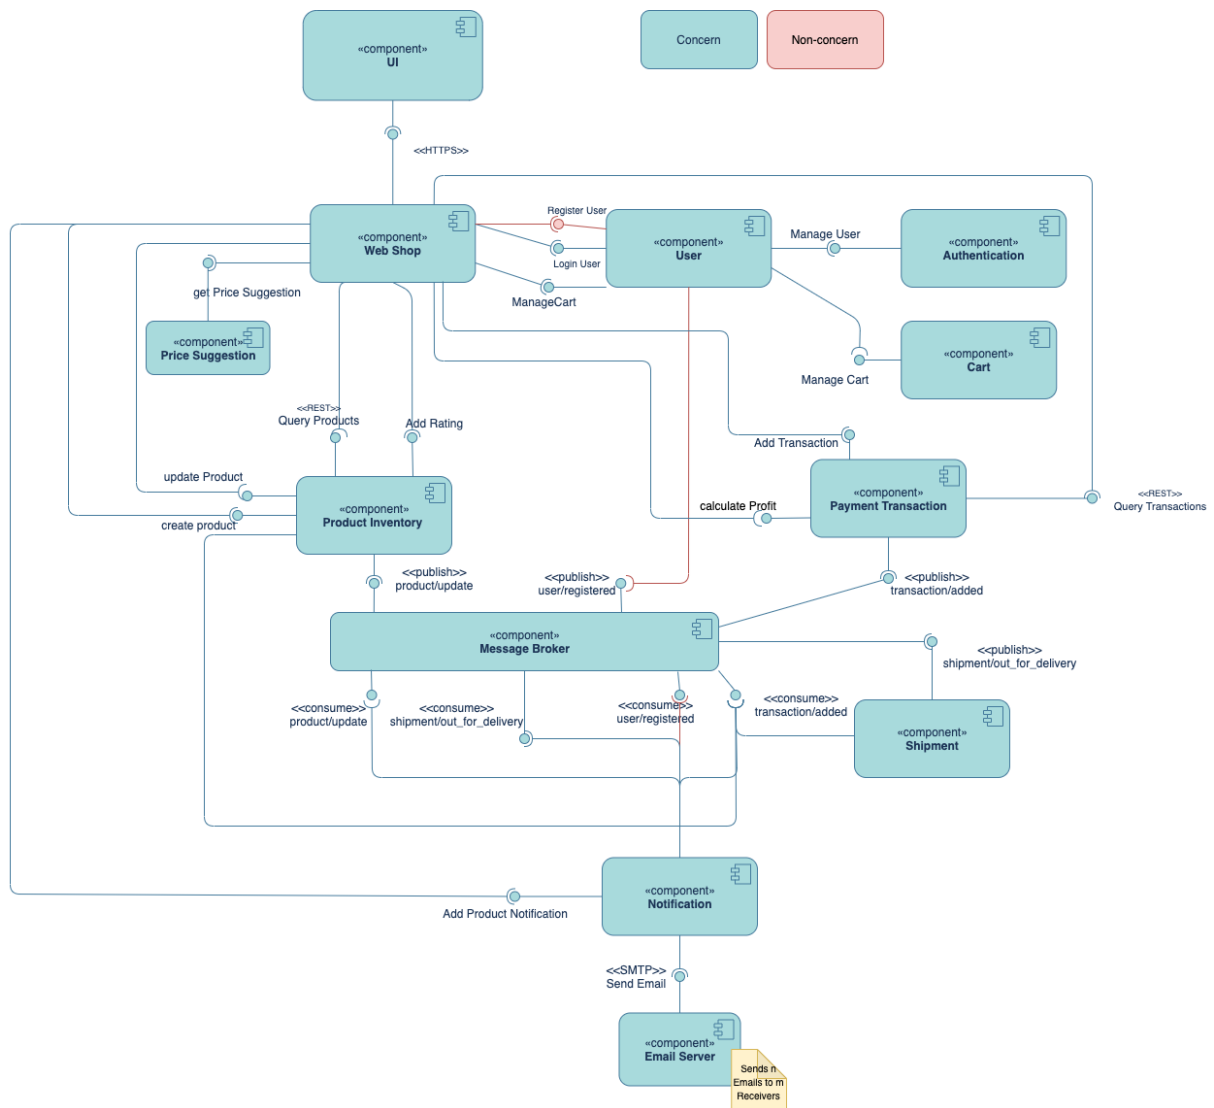 «component»
UI
Concern
Non-concern
<<HTTPS>>
Register User
«component»
Web Shop
«component»
User
Manage User
«component»
Authentication
Login User
get Price Suggestion
ManageCart
«component»
Price Suggestion
«component»
Cart
Manage Cart
<<REST>>
Query Products
Add Rating
Add Transaction
update Product
«component»
Payment Transaction
<<REST>>
Query Transactions
calculate Profit
«component»
Product Inventory
create product
<<publish>>
product/update
<<publish>>
user/registered
<<publish>>
transaction/added
«component»
Message Broker
<<publish>>
shipment/out_for_delivery
<<consume>>
product/update
<<consume>>
shipment/out_for_delivery
<<consume>>
user/registered
<<consume>>
transaction/added
«component»
Shipment
«component»
Notification
Add Product Notification
<<SMTP>>
Send Email
«component»
Email Server
Sends n
Emails to m
Receivers